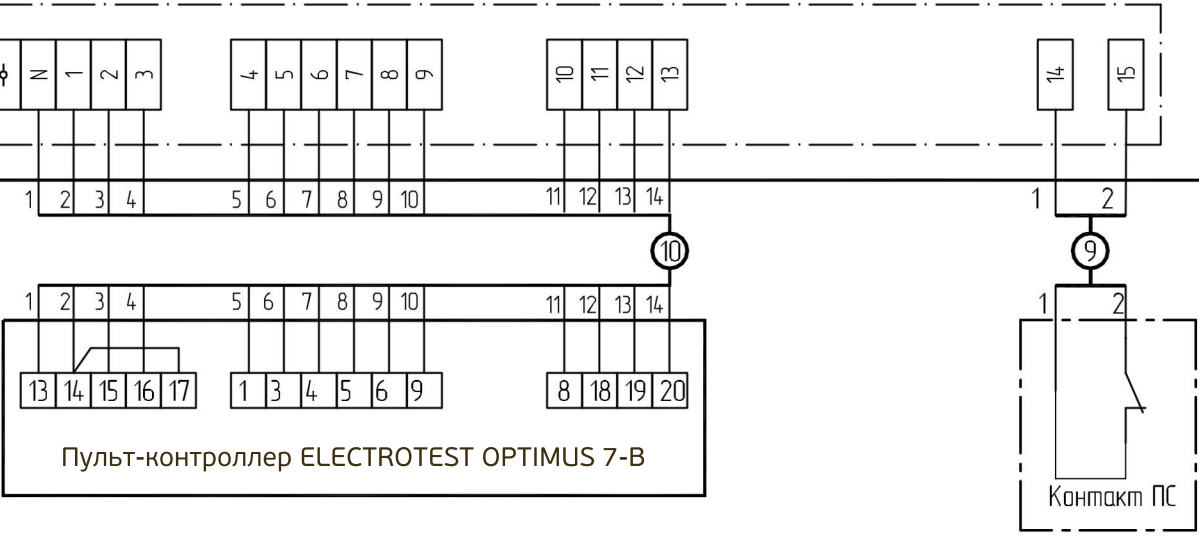 N 1 2 3 4 5 6 7 8 9 10 11 12 13 14 15
1 2 3 4 5 6 7 8 9 10 11 12 13 14 1 2
10 9
1 2 3 4 5 6 7 8 9 10 11 12 13 14 1 2
13 14 15 16 17 1 3 4 5 6 9 8 18 19 20
Пульт-контроллер ELECTROTEST OPTIMUS 7-В
Контакт ПС